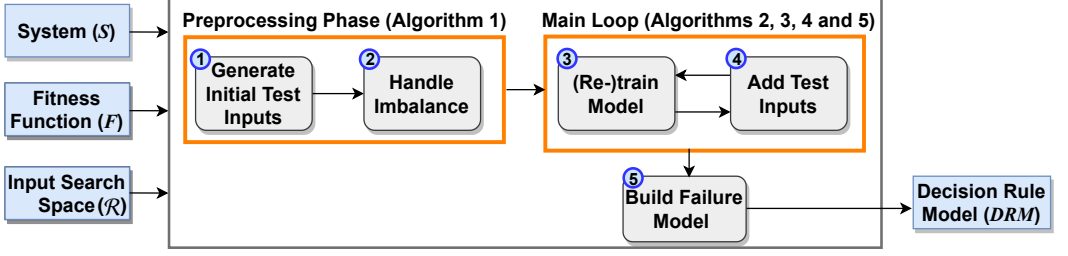 System (S)
Fitness
Function (F)
Input Search
Space (ℛ)
Preprocessing Phase (Algorithm 1)
1
Generate
Initial Test
Inputs
2
Handle
Imbalance
Main Loop (Algorithms 2, 3, 4 and 5)
3
(Re-)train
Model
4
Add Test
Inputs
5
Build Failure
Model
Decision Rule
Model (DRM)